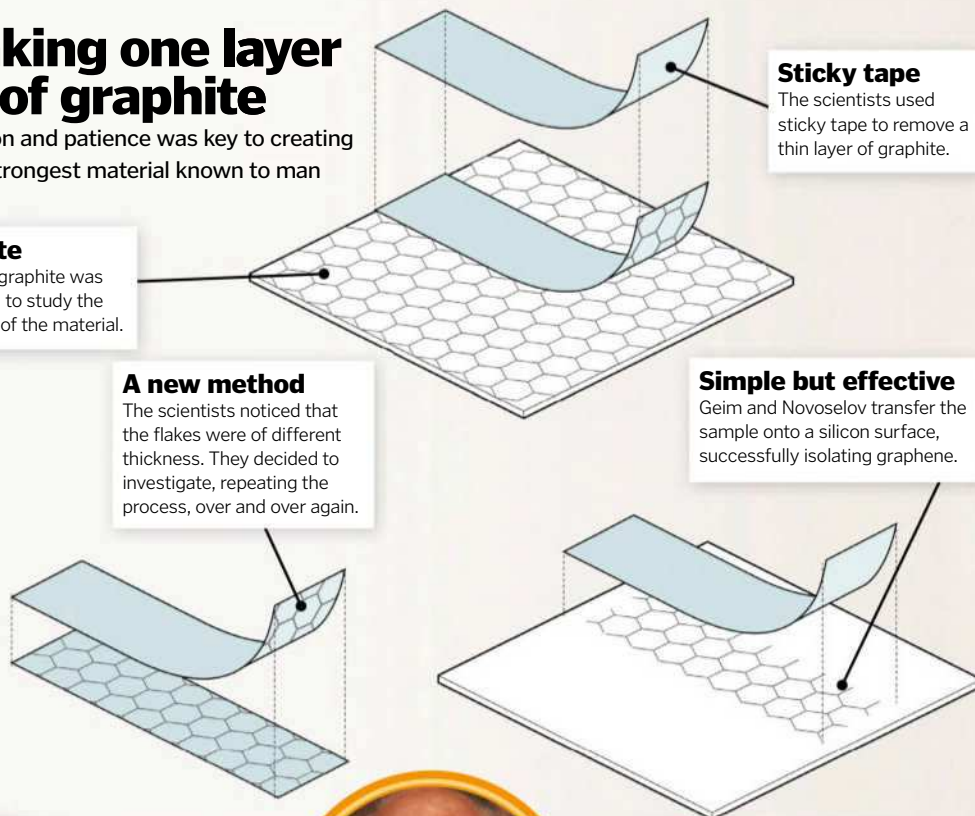 king one layer
of graphite
on and patience was key to creating
trongest material known to man
Sticky tape
The scientists used
sticky tape to remove a
thin layer of graphite.
te
graphite was
to study the
of the material.
A new method
The scientists noticed that
the flakes were of different
thickness. They decided to
investigate, repeating the
process, over and over again.
Simple but effective
Geim and Novoselov transfer the
sample onto a silicon surface,
successfully isolating graphene.